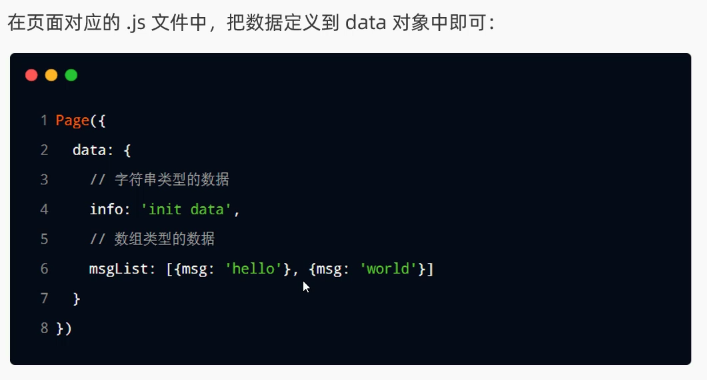 在页面对应的 .js 文件中，把数据定义到 data 对象中即可：
1 Page({
2 data: {
3 // 字符串类型的数据
4 info: 'init data',
5 // 数组类型的数据
6 msgList: [{msg: 'hello'}, {msg: 'world'}]
7 }
8 })